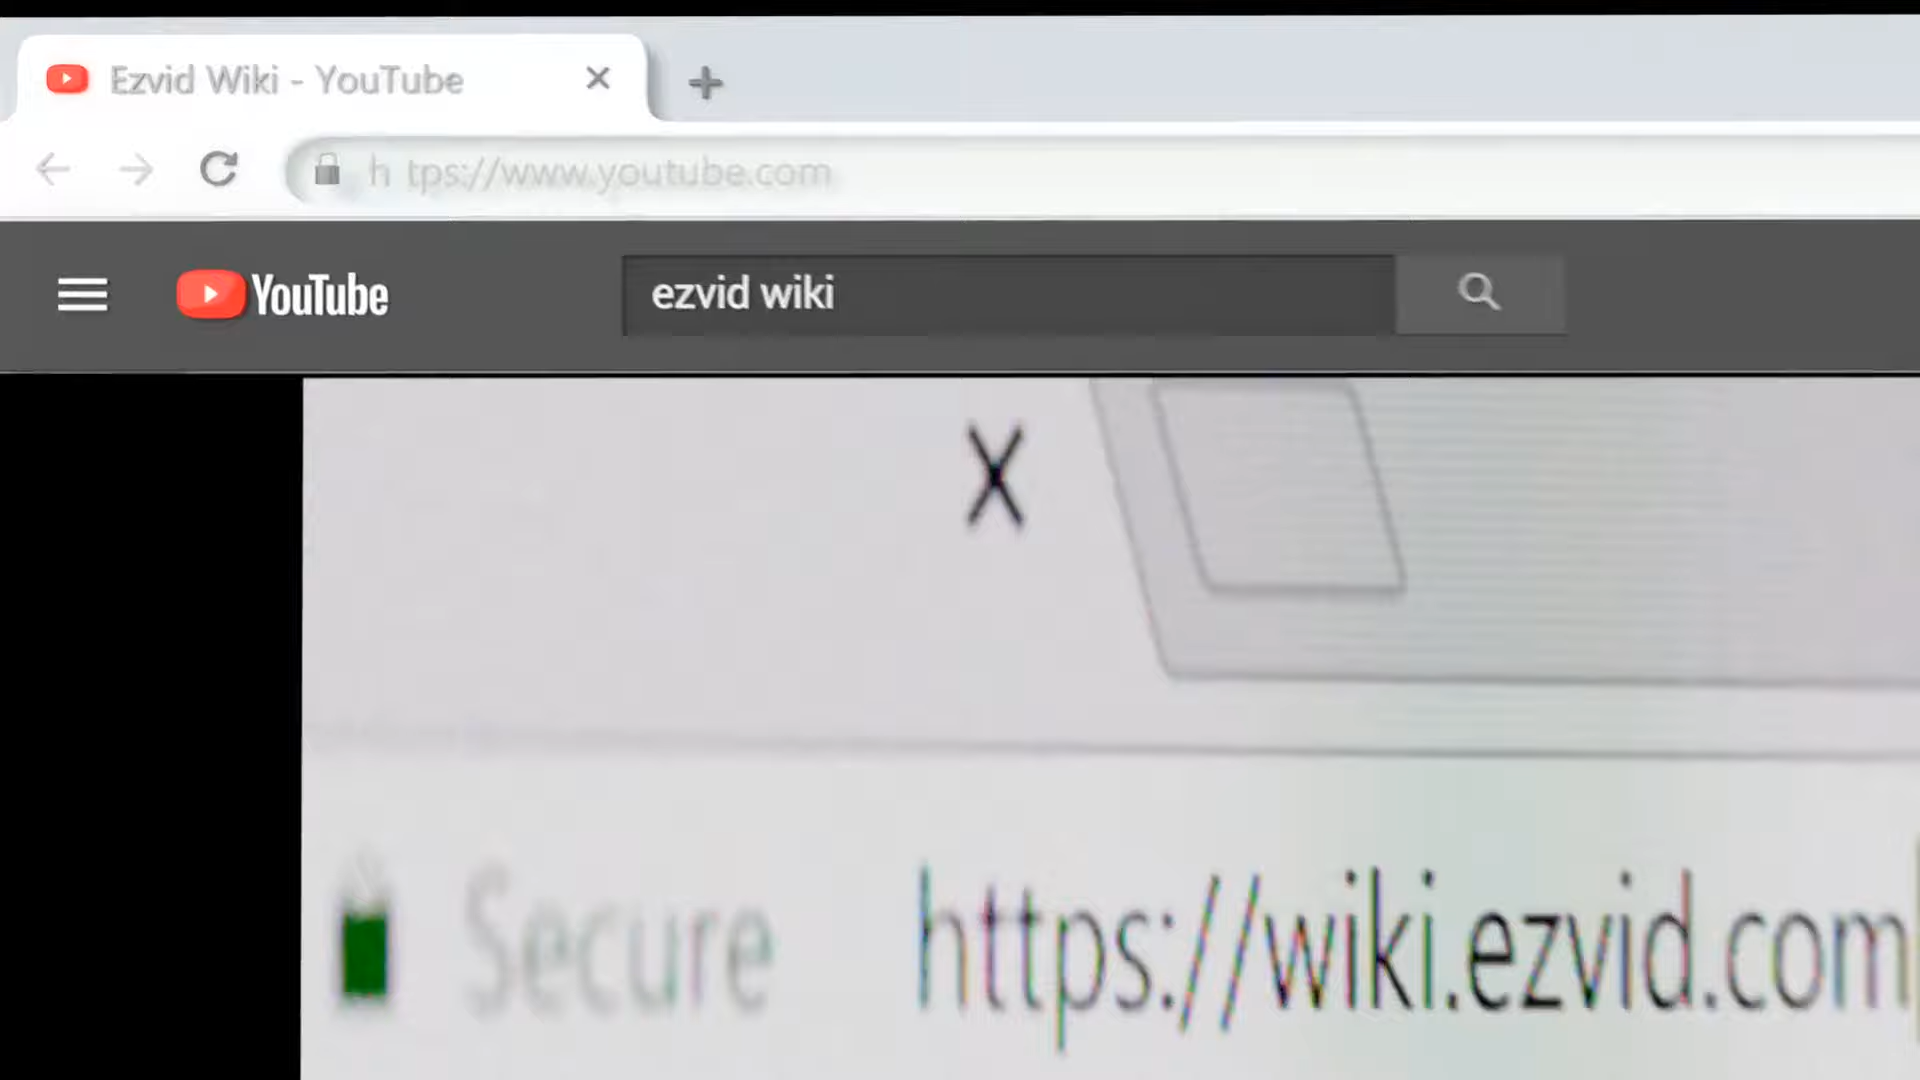 Ezvid Wiki - YouTube
h tps://www.youtube.com
YouTube
ezvid wiki
X
Secure
https://wiki.ezvid.com